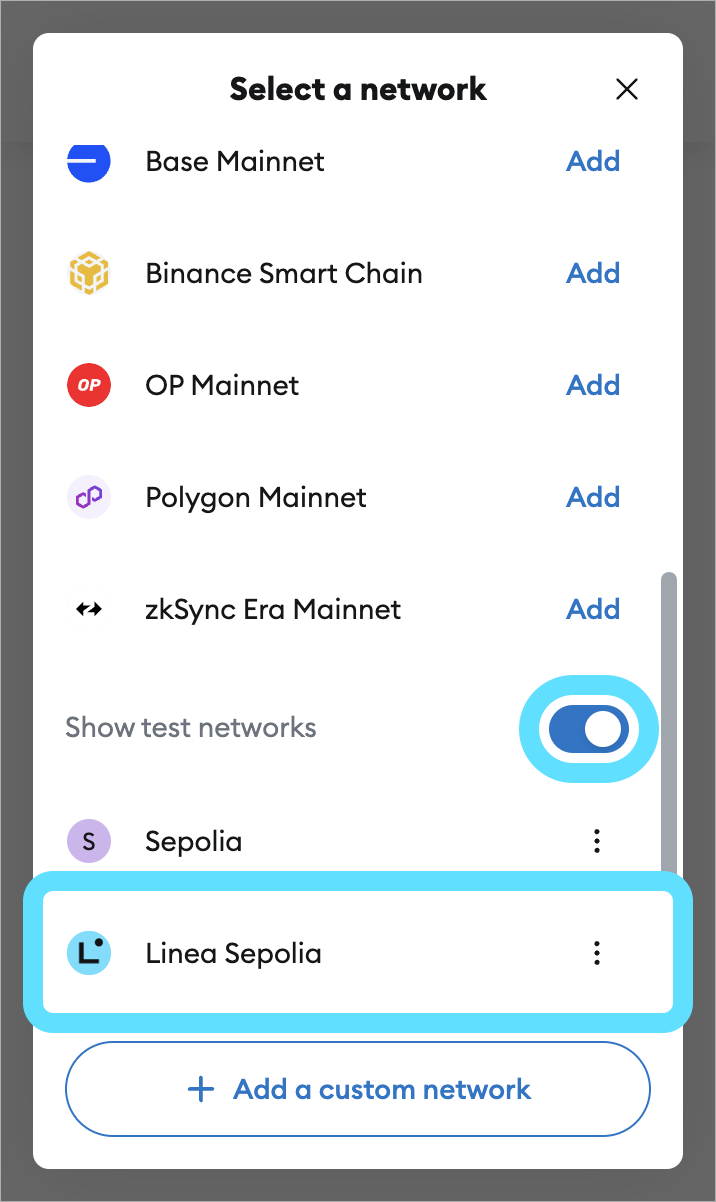 Select a network
Base Mainnet Add
Binance Smart Chain Add
OP OP Mainnet Add
Polygon Mainnet Add
zkSync Era Mainnet Add
Show test networks
S Sepolia
L Linea Sepolia
+ Add a custom network